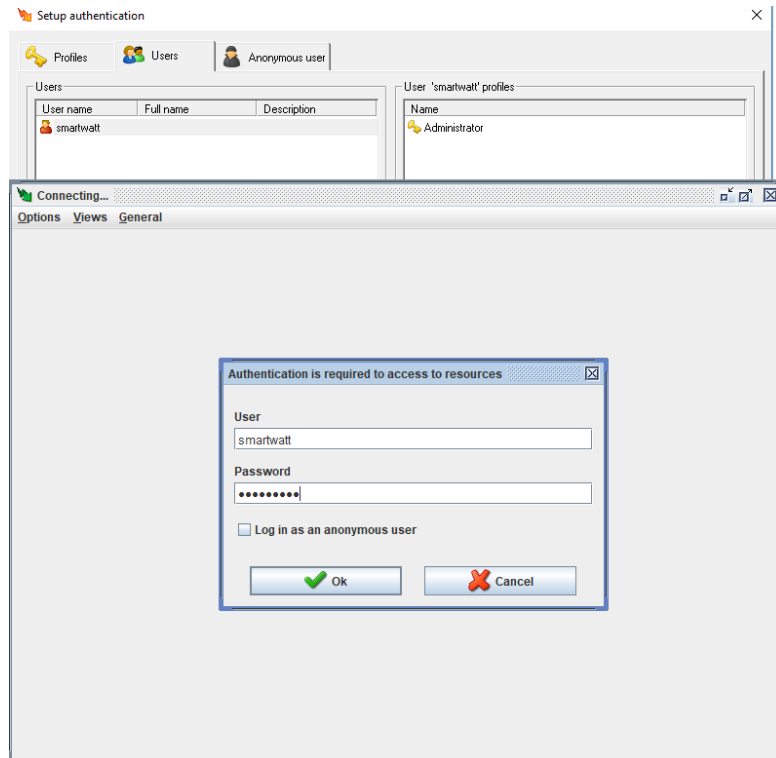 Setup authentication
Profiles Users Anonymous user
Users User 'smartwatt' profiles
User name Full name Description Name
smartwatt Administrator
Connecting...
Options Views General
Authentication is required to access to resources
User
smartwatt
Password
•••••••••
Log in as an anonymous user
Ok Cancel